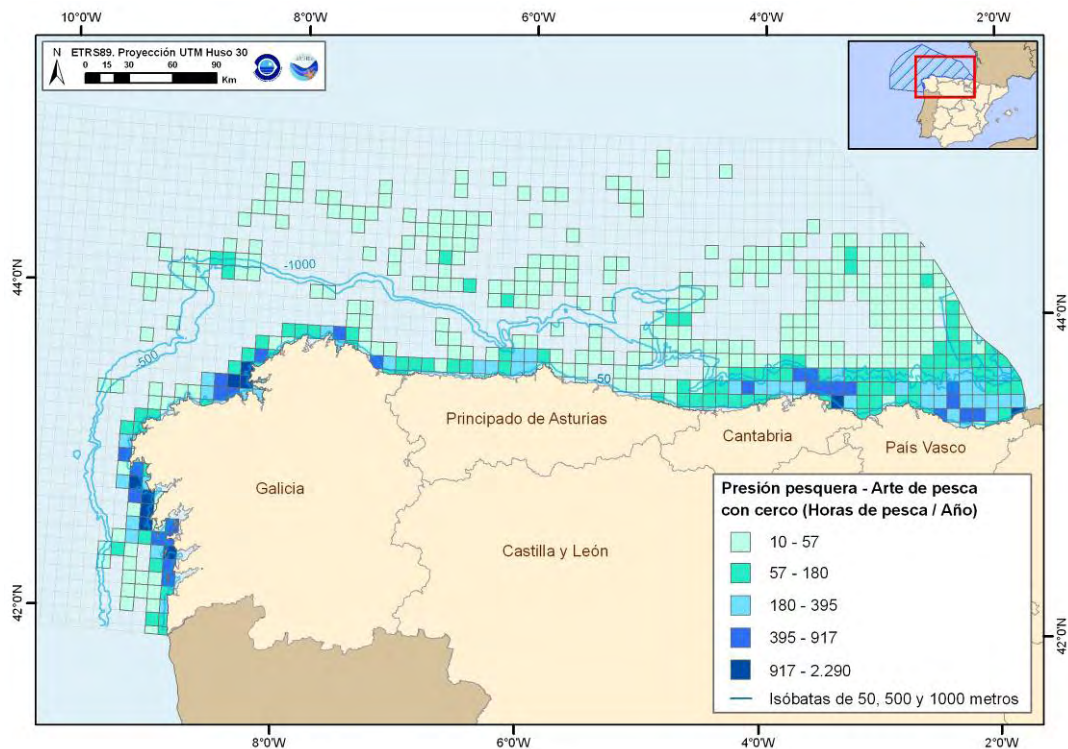 10°0'W
8°0'W
6°0'W
4°0'W
2°0'W
N
ETRS89. Proyección UTM Huso 30
0 15 30 60 90
Km
44°0'N
44°0'N
-1000
-500
-50
Principado de Asturias
Cantabria
País Vasco
Galicia
Castilla y León
42°0'N
42°0'N
Presión pesquera - Arte de pesca
con cerco (Horas de pesca / Año)
10 - 57
57 - 180
180 - 395
395 - 917
917 - 2.290
Isóbatas de 50, 500 y 1000 metros
8°0'W
6°0'W
4°0'W
2°0'W